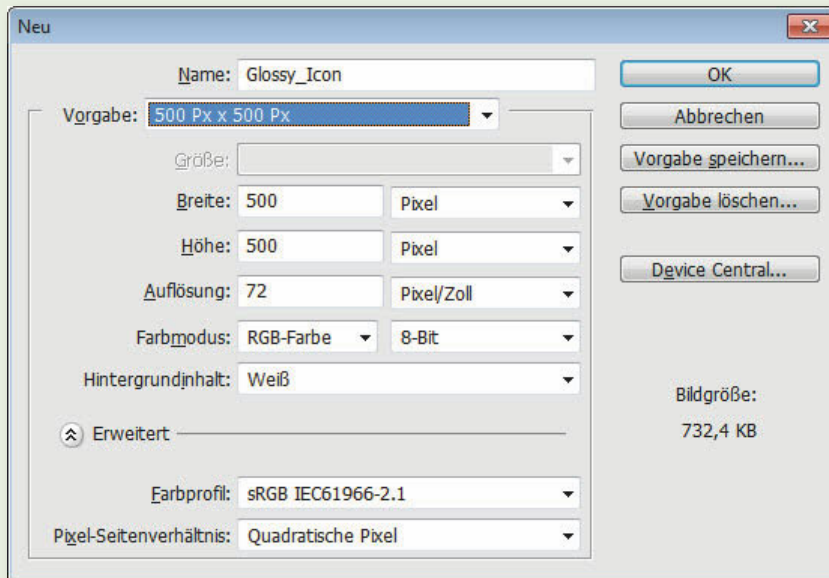 Neu
Name: Glossy_Icon
OK
Vorgabe: 500 Px x 500 Px
Abbrechen
Größe:
Vorgabe speichern...
Breite: 500 Pixel
Vorgabe löschen...
Höhe: 500 Pixel
Device Central...
Auflösung: 72 Pixel/Zoll
Farbmodus: RGB-Farbe 8-Bit
Hintergrundinhalt: Weiß
Bildgröße:
732,4 KB
Erweitert
Farbprofil: sRGB IEC61966-2.1
Pixel-Seitenverhältnis: Quadratische Pixel